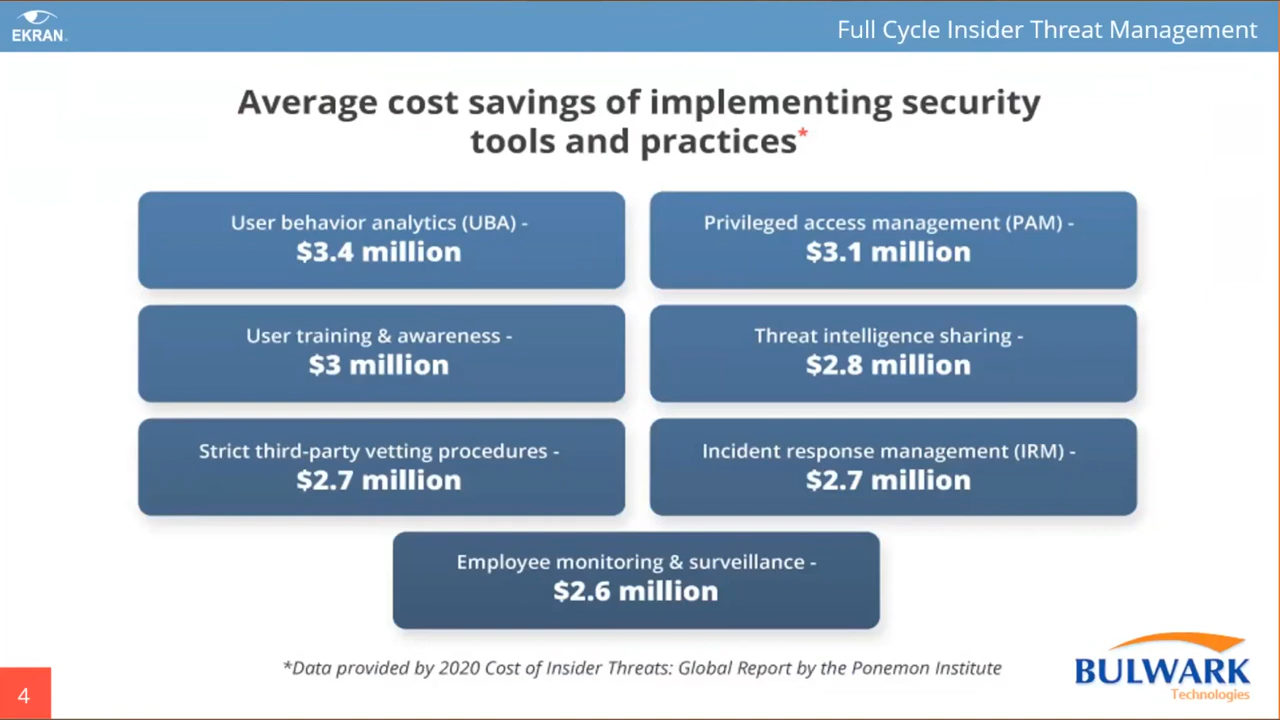 EKRAN
Full Cycle Insider Threat Management
Average cost savings of implementing security
tools and practices*
User behavior analytics (UBA) -
$3.4 million
Privileged access management (PAM) -
$3.1 million
User training & awareness -
$3 million
Threat intelligence sharing -
$2.8 million
Strict third-party vetting procedures -
$2.7 million
Incident response management (IRM) -
$2.7 million
Employee monitoring & surveillance -
$2.6 million
*Data provided by 2020 Cost of Insider Threats: Global Report by the Ponemon Institute
4
BULWARK
Technologies